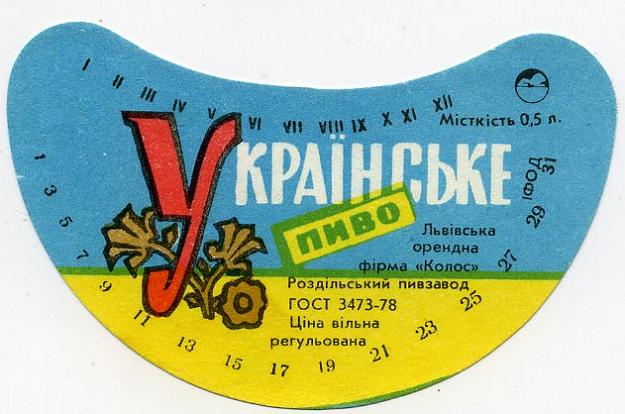 I II III IV V VI VII VIII IX X XI XII
Місткість 0,5 л.
УКРАЇНСЬКЕ
ПИВО
Львівська
орендна
фірма «Колос»
Роздільський пивзавод
ГОСТ 3473-78
Ціна вільна
регульована
1 3 5 7 9 11 13 15 17 19 21 23 25 27 29 31
ІФОД